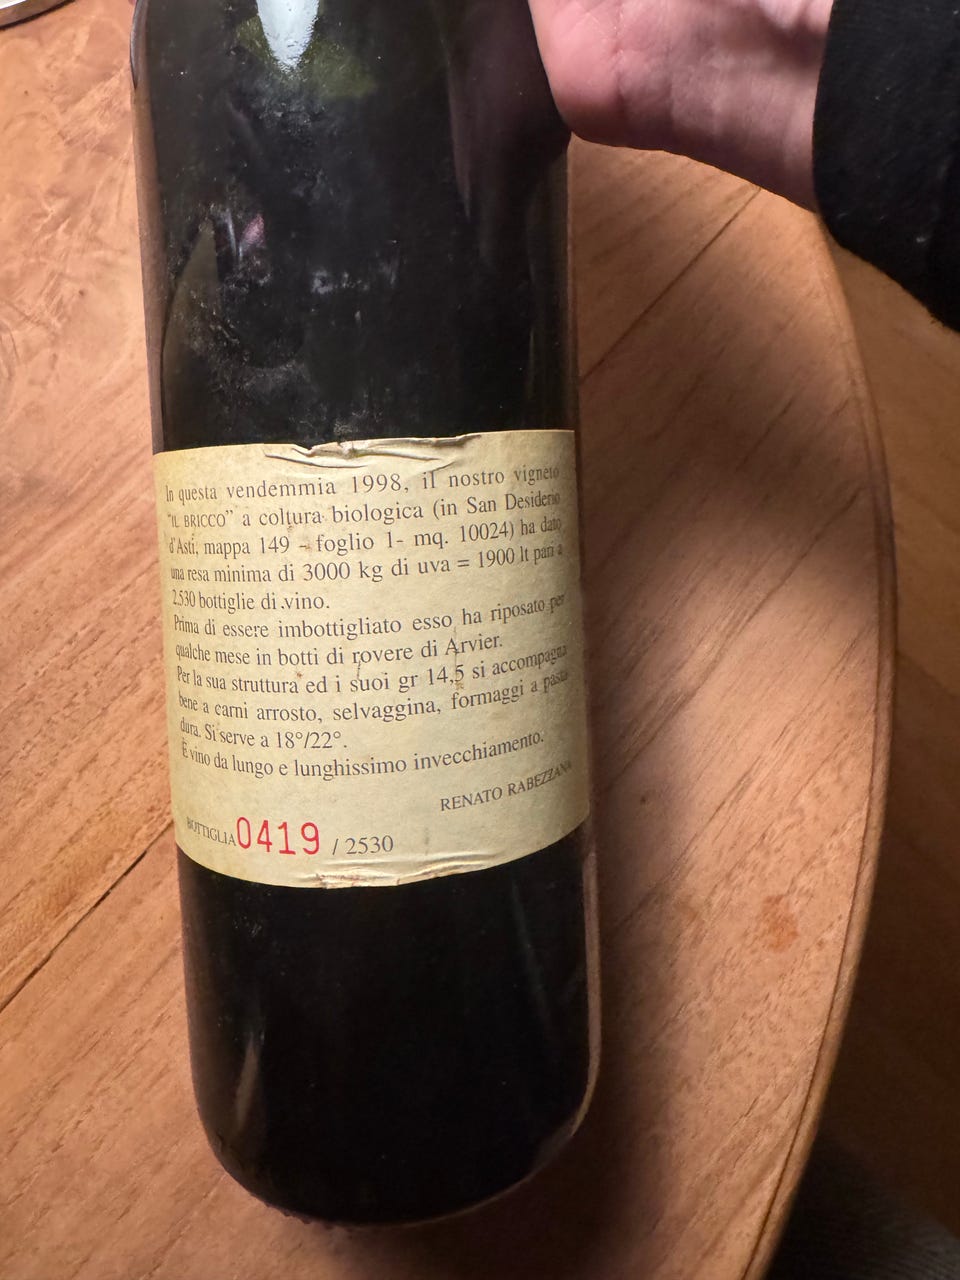 In questa vendemmia 1998, il nostro vigneto
"IL BRICCO" a coltura biologica (in San Desiderio
d'Asti, mappa 149 - foglio 1- mq. 10024) ha dato
una resa minima di 3000 kg di uva = 1900 lt pari a
2.530 bottiglie di vino.
Prima di essere imbottigliato esso ha riposato per
qualche mese in botti di rovere di Arvier.
Per la sua struttura ed i suoi gr 14,5 si accompagna
bene a carni arrosto, selvaggina, formaggi a pasta
dura. Si serve a 18°/22°.
È vino da lungo e lunghissimo invecchiamento.
RENATO RABEZZANA
BOTTIGLIA 0419 / 2530